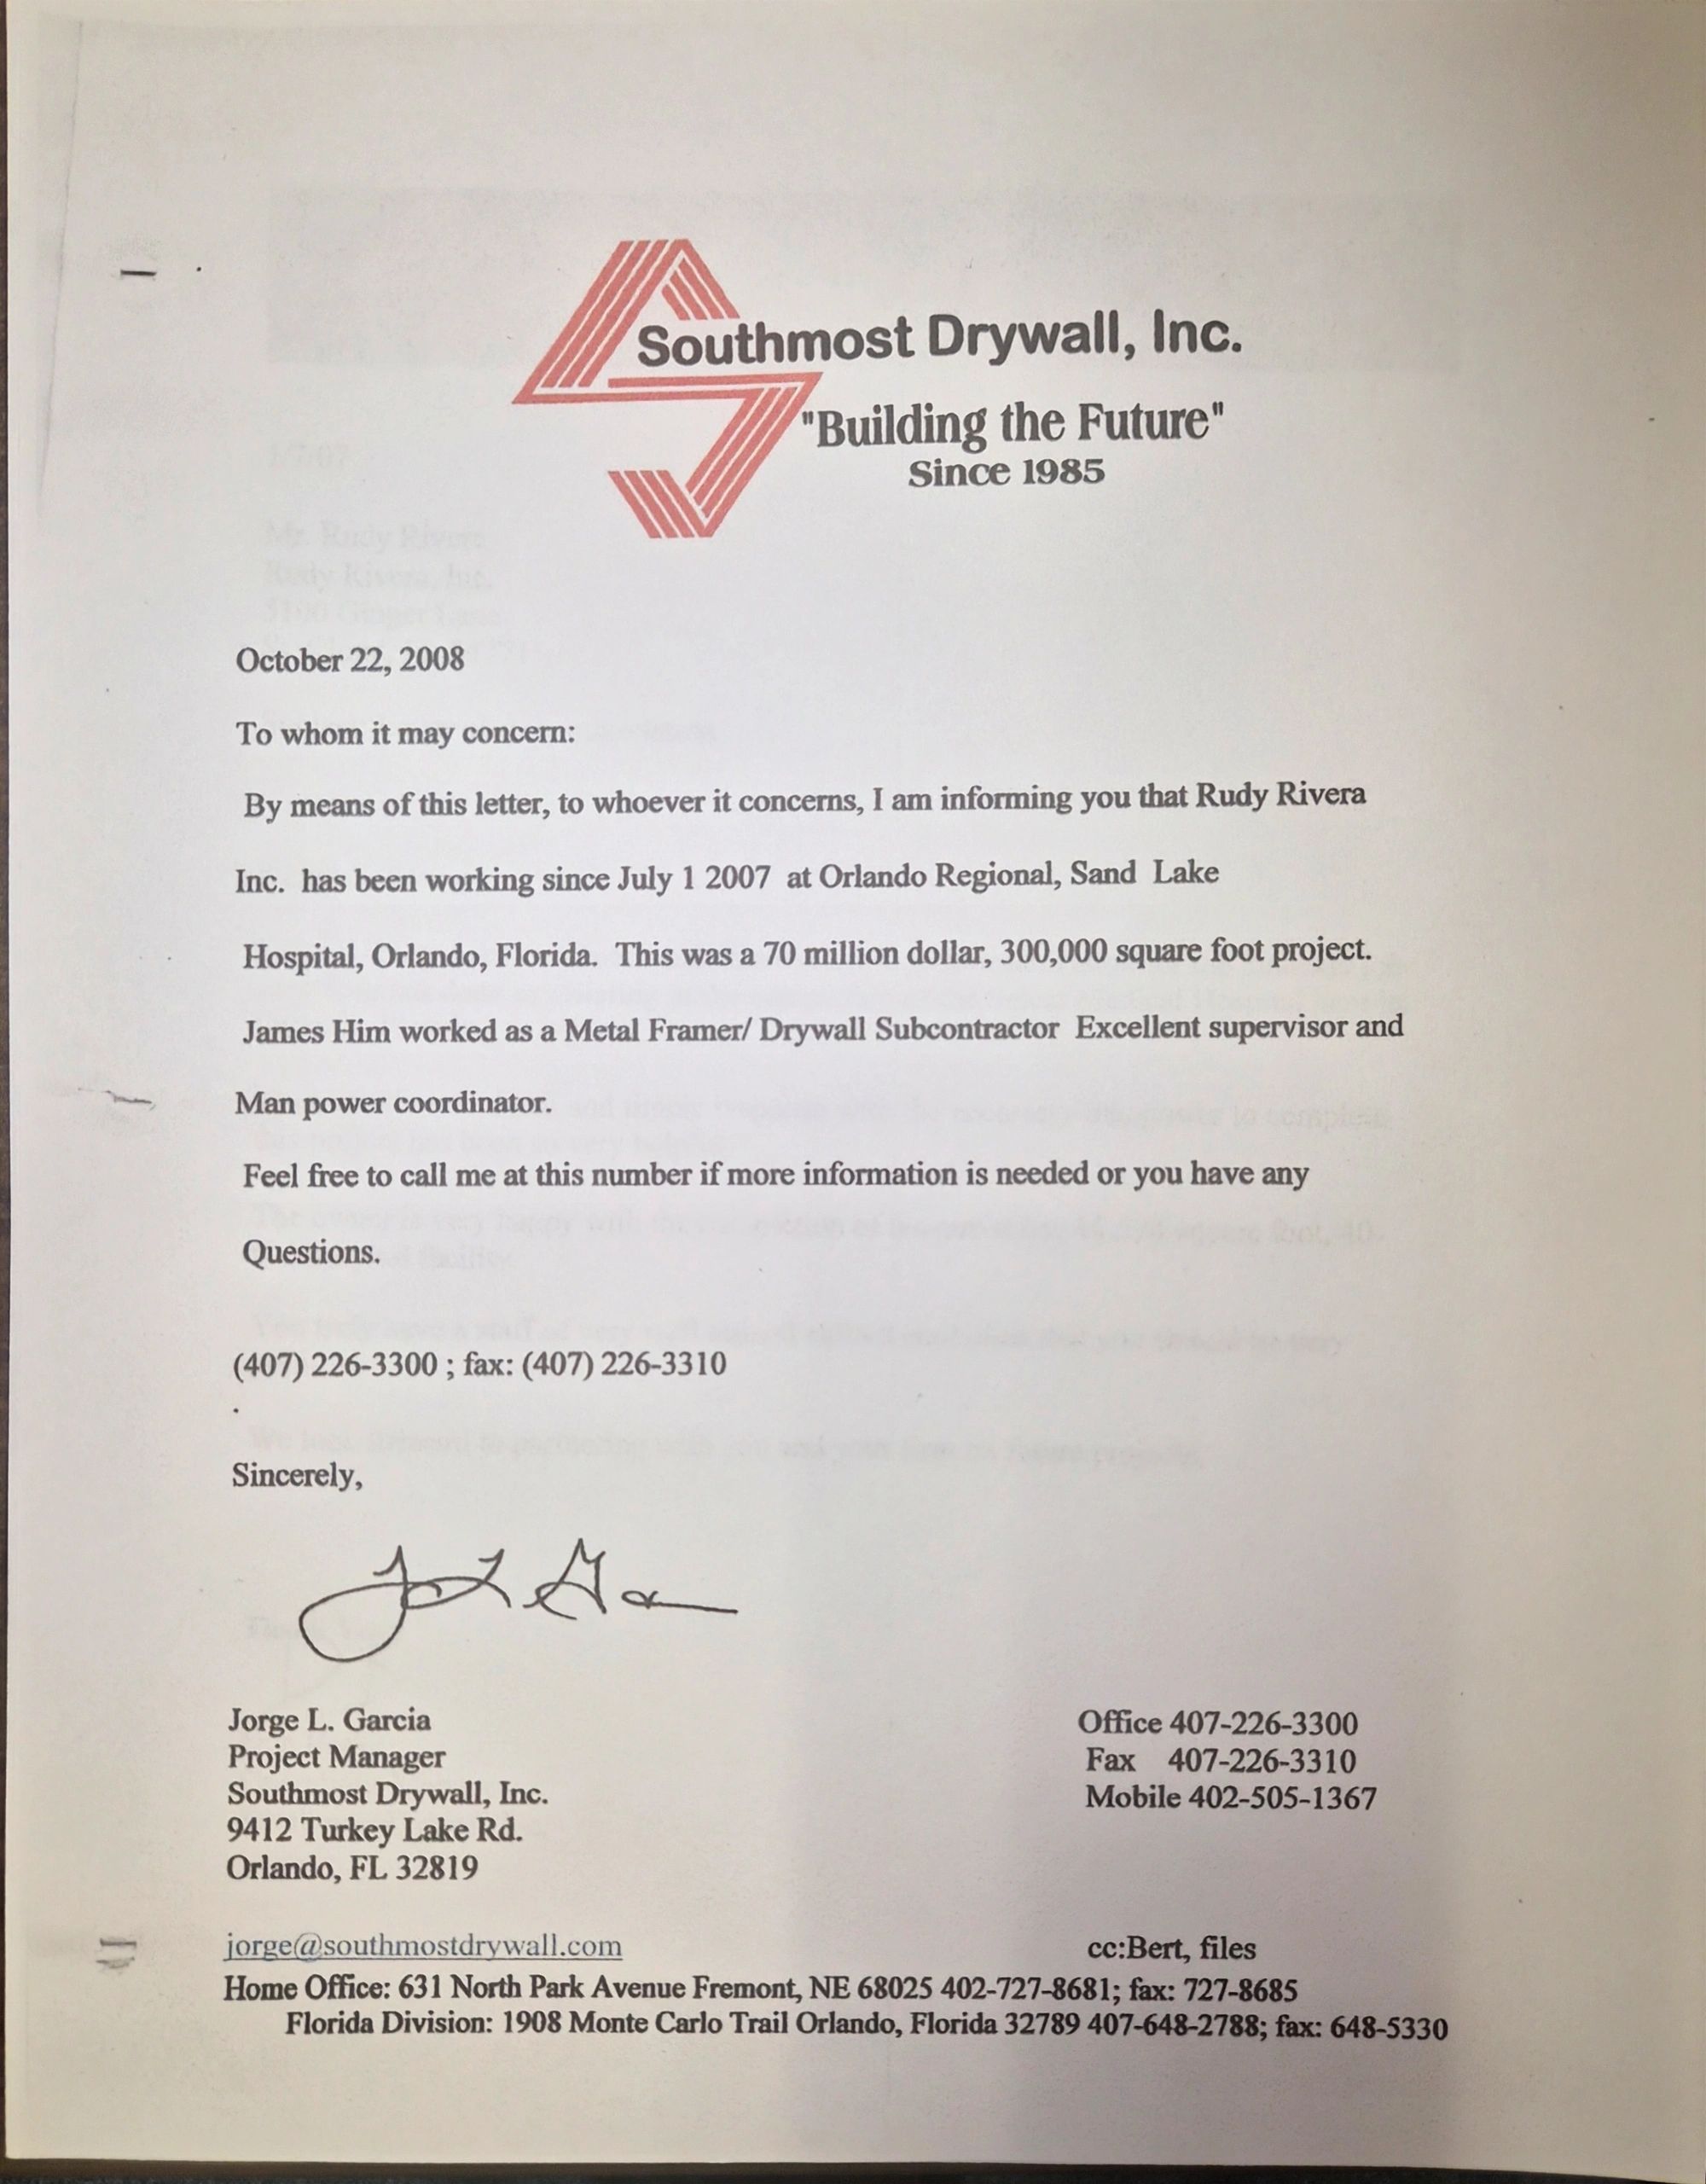 Southmost Drywall, Inc.
"Building the Future"
Since 1985
October 22, 2008
To whom it may concern:
By means of this letter, to whoever it concerns, I am informing you that Rudy Rivera
Inc. has been working since July 1 2007 at Orlando Regional, Sand Lake
Hospital, Orlando, Florida. This was a 70 million dollar, 300,000 square foot project.
James Him worked as a Metal Framer/ Drywall Subcontractor Excellent supervisor and
Man power coordinator.
Feel free to call me at this number if more information is needed or you have any
Questions.
(407) 226-3300 ; fax: (407) 226-3310
.
Sincerely,
Jorge L. Garcia
Project Manager
Southmost Drywall, Inc.
9412 Turkey Lake Rd.
Orlando, FL 32819
Office 407-226-3300
Fax 407-226-3310
Mobile 402-505-1367
jorge@southmostdrywall.com
cc:Bert, files
Home Office: 631 North Park Avenue Fremont, NE 68025 402-727-8681; fax: 727-8685
Florida Division: 1908 Monte Carlo Trail Orlando, Florida 32789 407-648-2788; fax: 648-5330